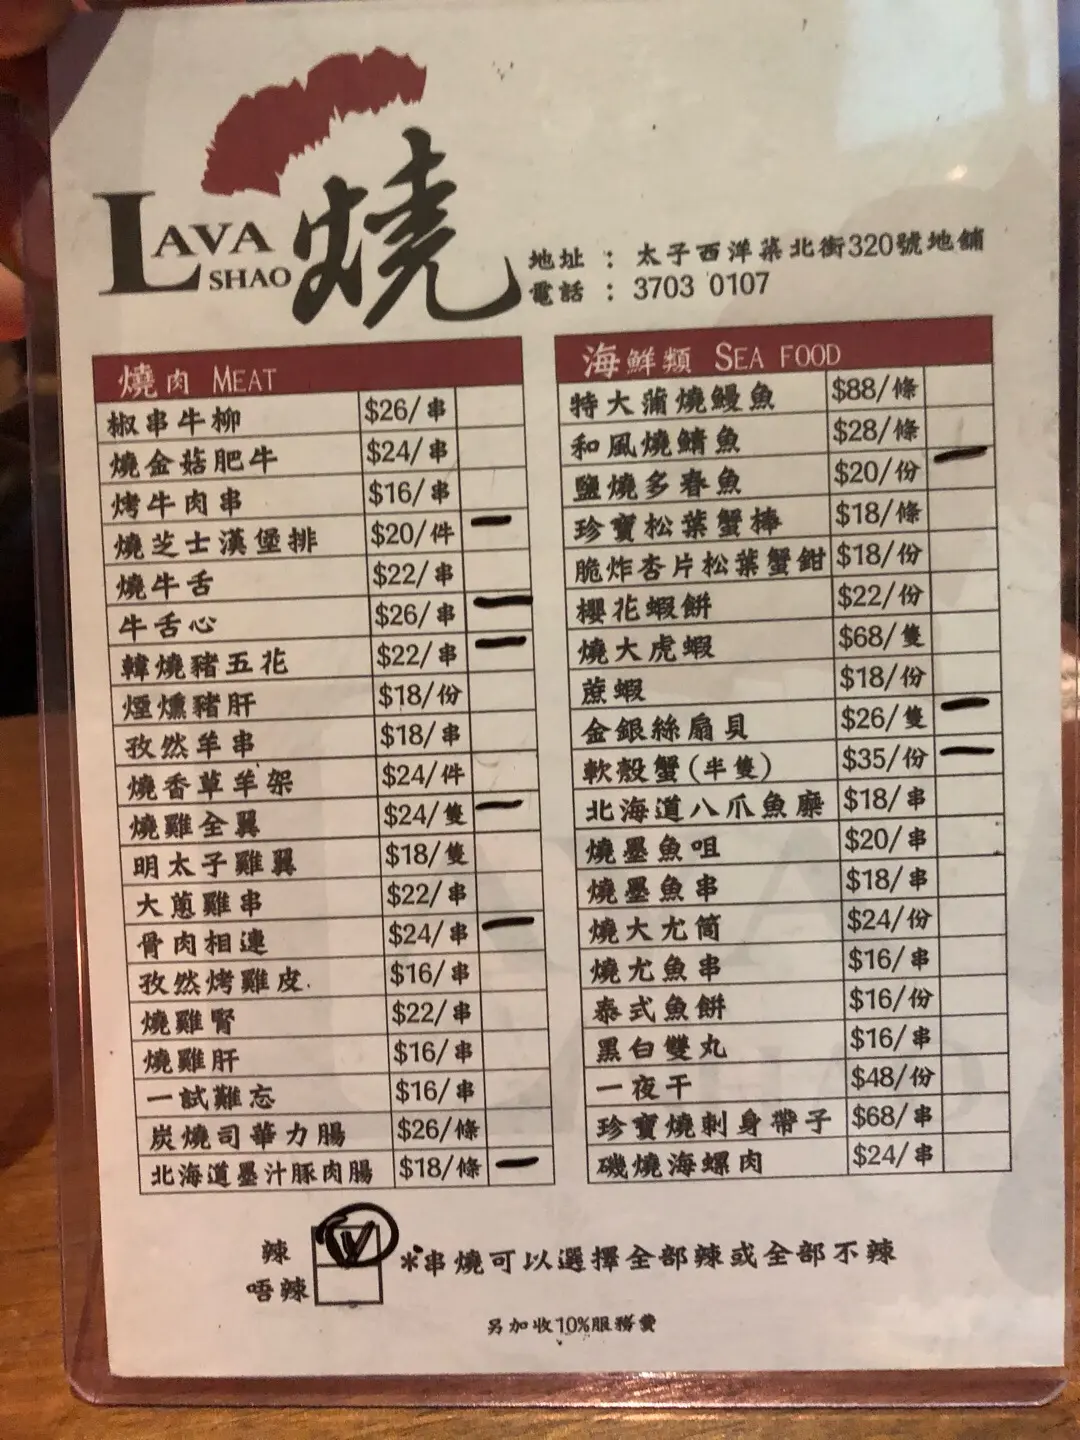 LAVA SHAO 燒
地址 : 太子西洋菜北街320號地舖
電話 : 3703 0107
燒肉 MEAT
椒串牛柳 $26/串
燒金菇肥牛 $24/串
烤牛肉串 $16/串
燒芝士漢堡排 $20/件
燒牛舌 $22/串
牛舌心 $26/串
韓燒豬五花 $22/串
煙燻豬肝 $18/份
孜然羊串 $18/串
燒香草羊架 $24/件
燒雞全翼 $24/隻
明太子雞翼 $18/隻
大蔥雞串 $22/串
骨肉相連 $24/串
孜然烤雞皮 $16/串
燒雞腎 $22/串
燒雞肝 $16/串
一試難忘 $16/串
炭燒司華力腸 $26/條
北海道墨汁豚肉腸 $18/條
海鮮類 SEA FOOD
特大蒲燒鰻魚 $88/條
和風燒鯖魚 $28/條
鹽燒多春魚 $20/份
珍寶松葉蟹棒 $18/條
脆炸杏片松葉蟹鉗 $18/份
櫻花蝦餅 $22/份
燒大虎蝦 $68/隻
蔗蝦 $18/份
金銀絲扇貝 $26/隻
軟殼蟹(半隻) $35/份
北海道八爪魚 $18/串
燒墨魚咀 $20/串
燒墨魚串 $18/串
燒大尤筒 $24/份
燒尤魚串 $16/串
泰式魚餅 $16/份
黑白雙丸 $16/串
一夜干 $48/份
珍寶燒刺身帶子 $68/串
磯燒海螺肉 $24/串
辣
唔辣
*串燒可以選擇全部辣或全部不辣
另加收10%服務費